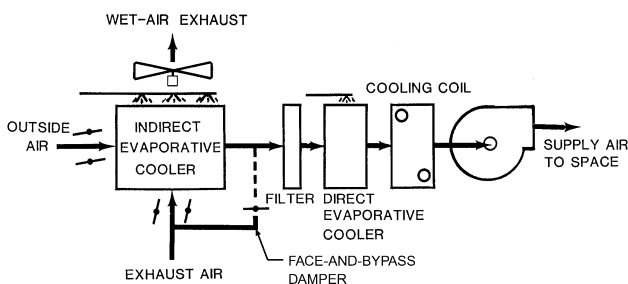 WET-AIR EXHAUST
COOLING COIL
OUTSIDE
AIR
INDIRECT
EVAPORATIVE
COOLER
SUPPLY AIR
TO SPACE
FILTER
DIRECT
EVAPORATIVE
COOLER
EXHAUST AIR
FACE-AND-BYPASS
DAMPER